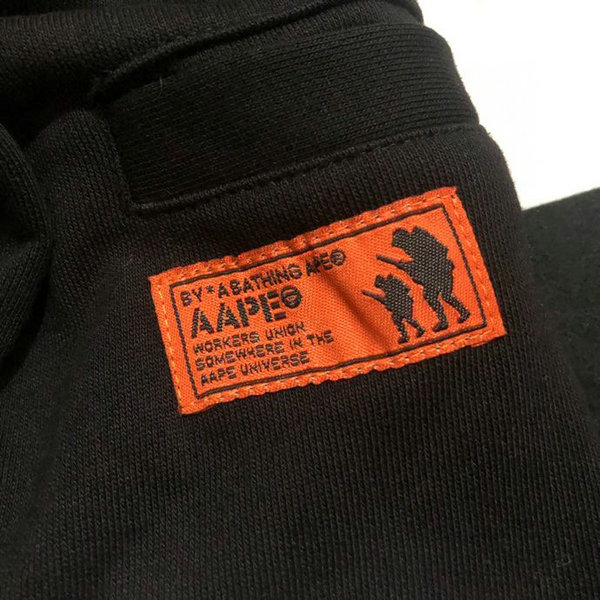 BY*A BATHING APE®
AAPE®
WORKERS UNION
SOMEWHERE IN THE
AAPE UNIVERSE